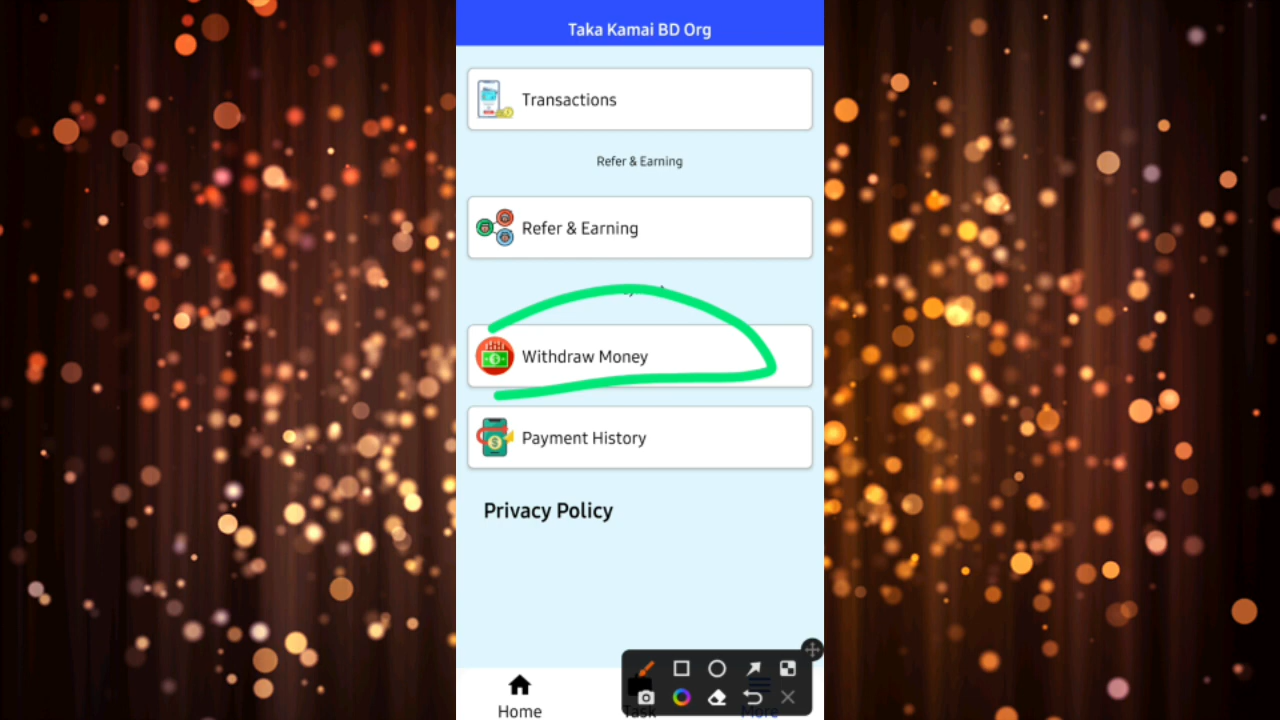 Taka Kamai BD Org
Transactions
Refer & Earning
Refer & Earning
Withdraw Money
Payment History
Privacy Policy
Home
Task
More